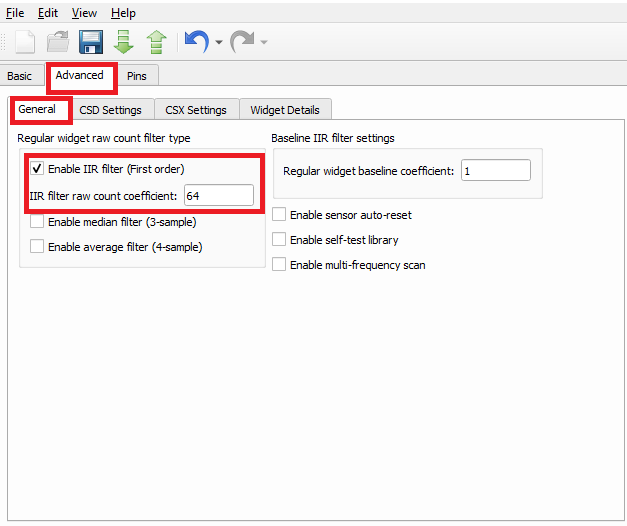 File Edit View Help
Basic Advanced Pins
General CSD Settings CSX Settings Widget Details
Regular widget raw count filter type
Enable IIR filter (First order)
IIR filter raw count coefficient: 64
Enable median filter (3-sample)
Enable average filter (4-sample)
Baseline IIR filter settings
Regular widget baseline coefficient: 1
Enable sensor auto-reset
Enable self-test library
Enable multi-frequency scan